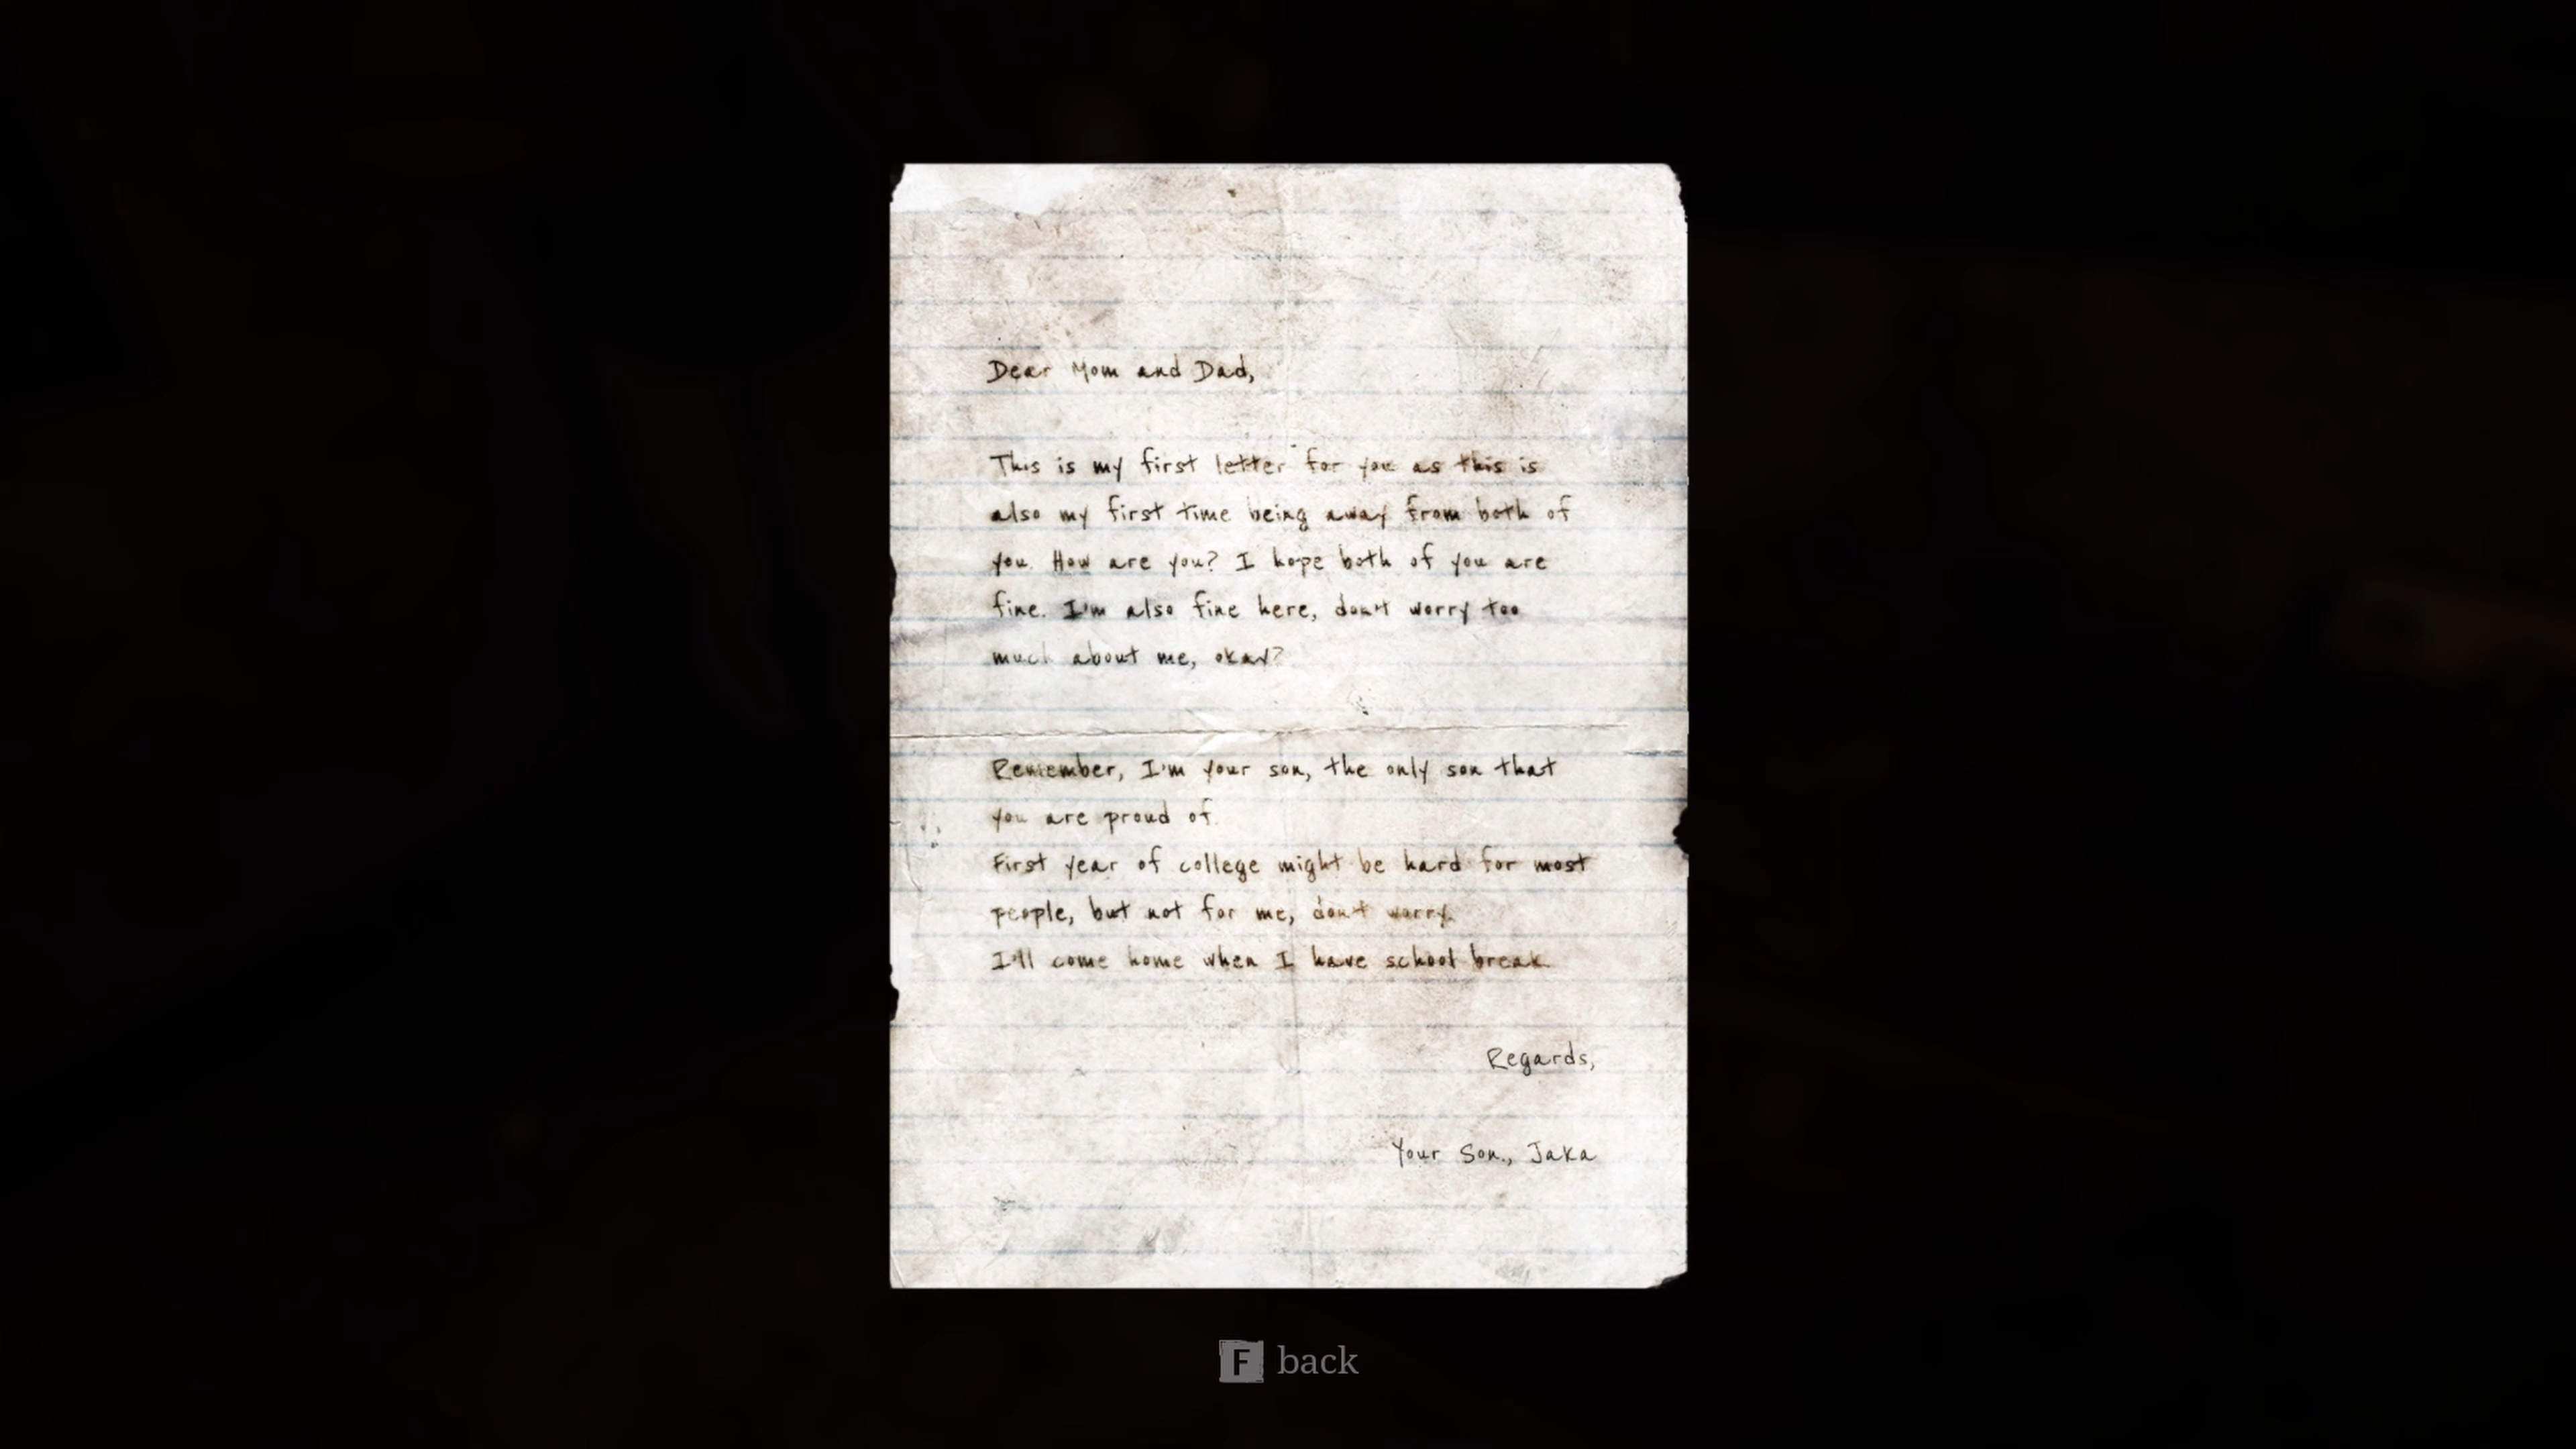 Dear Mom and Dad,
This is my first letter for you as this is
also my first time being away from both of
you. How are you? I hope both of you are
fine. I'm also fine here, don't worry too
much about me, okay?
Remember, I'm your son, the only son that
you are proud of.
First year of college might be hard for most
people, but not for me, don't worry.
I'll come home when I have school break.
Regards,
Your Son., Jaka
F back